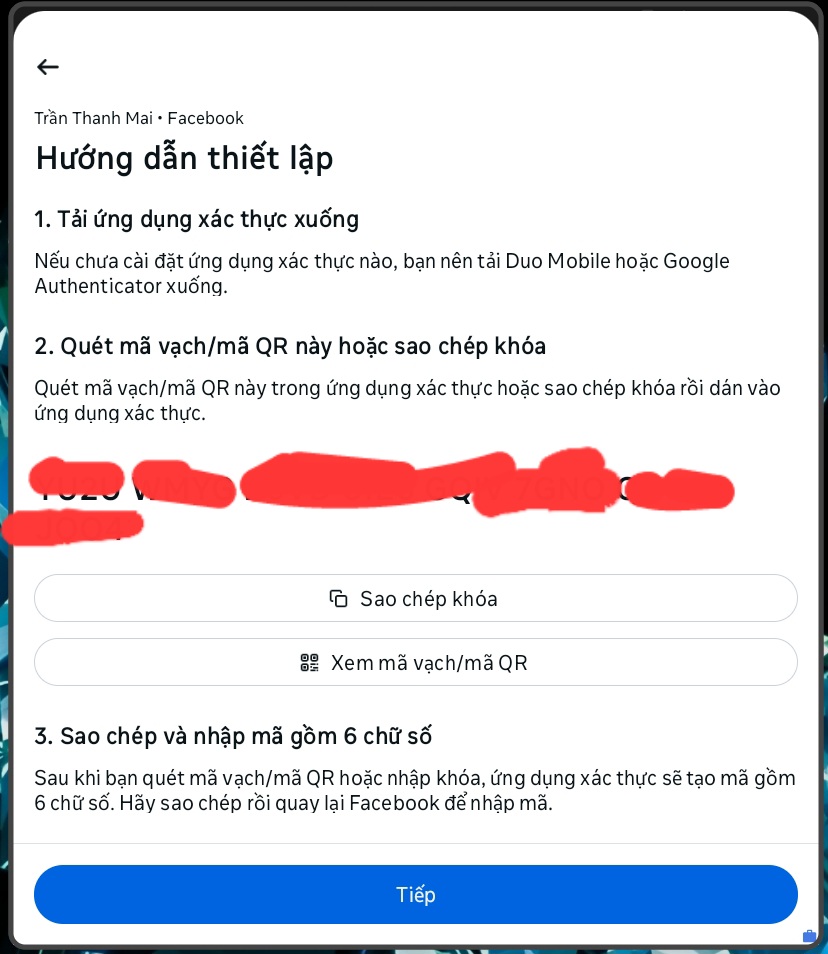 Trần Thanh Mai • Facebook
Hướng dẫn thiết lập
1. Tải ứng dụng xác thực xuống
Nếu chưa cài đặt ứng dụng xác thực nào, bạn nên tải Duo Mobile hoặc Google
Authenticator xuống.
2. Quét mã vạch/mã QR này hoặc sao chép khóa
Quét mã vạch/mã QR này trong ứng dụng xác thực hoặc sao chép khóa rồi dán vào
ứng dụng xác thực.
Sao chép khóa
Xem mã vạch/mã QR
3. Sao chép và nhập mã gồm 6 chữ số
Sau khi bạn quét mã vạch/mã QR hoặc nhập khóa, ứng dụng xác thực sẽ tạo mã gồm
6 chữ số. Hãy sao chép rồi quay lại Facebook để nhập mã.
Tiếp